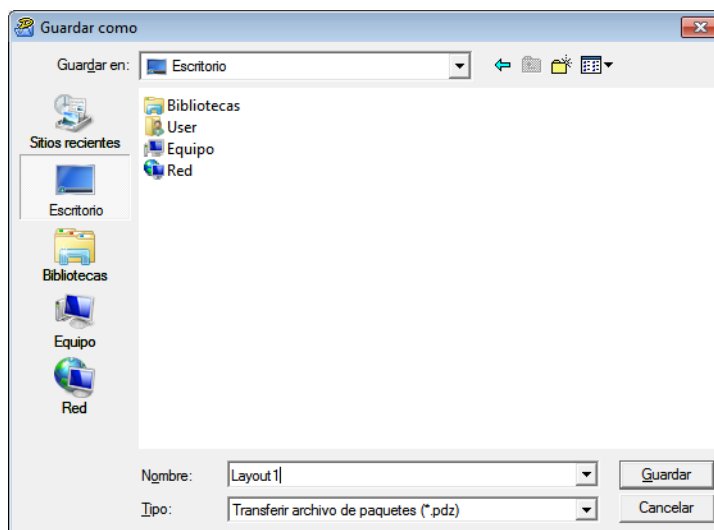 Guardar como
Guardar en: Escritorio
Sitios recientes
Escritorio
Bibliotecas
Equipo
Red
Bibliotecas
User
Equipo
Red
Nombre: Layout1 Guardar
Tipo: Transferir archivo de paquetes (*.pdz) Cancelar